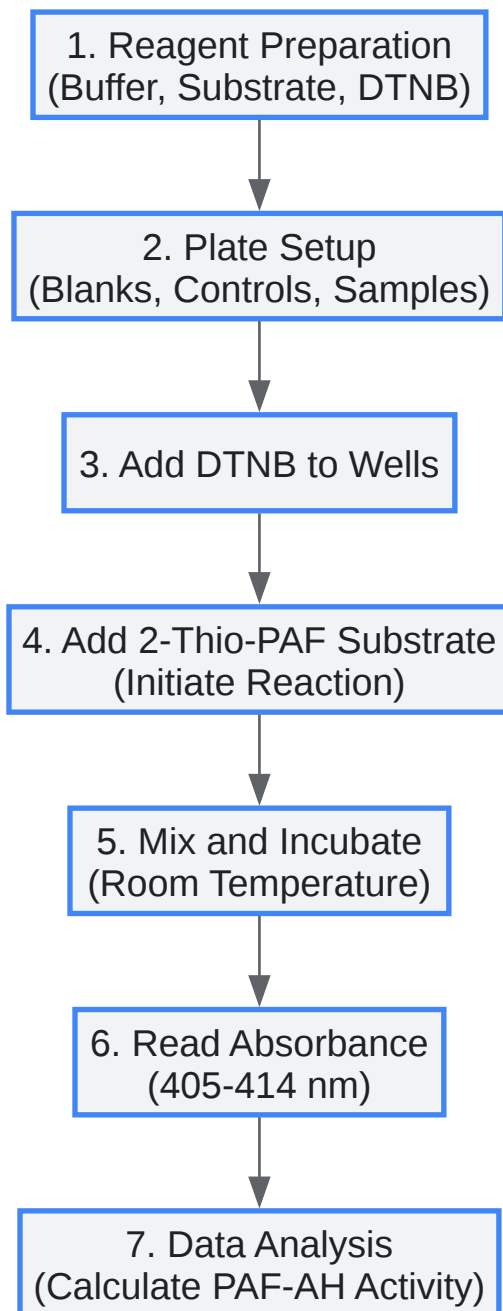 1. Reagent Preparation
(Buffer, Substrate, DTNB)
2. Plate Setup
(Blanks, Controls, Samples)
3. Add DTNB to Wells
4. Add 2-Thio-PAF Substrate
(Initiate Reaction)
5. Mix and Incubate
(Room Temperature)
6. Read Absorbance
(405-414 nm)
7. Data Analysis
(Calculate PAF-AH Activity)